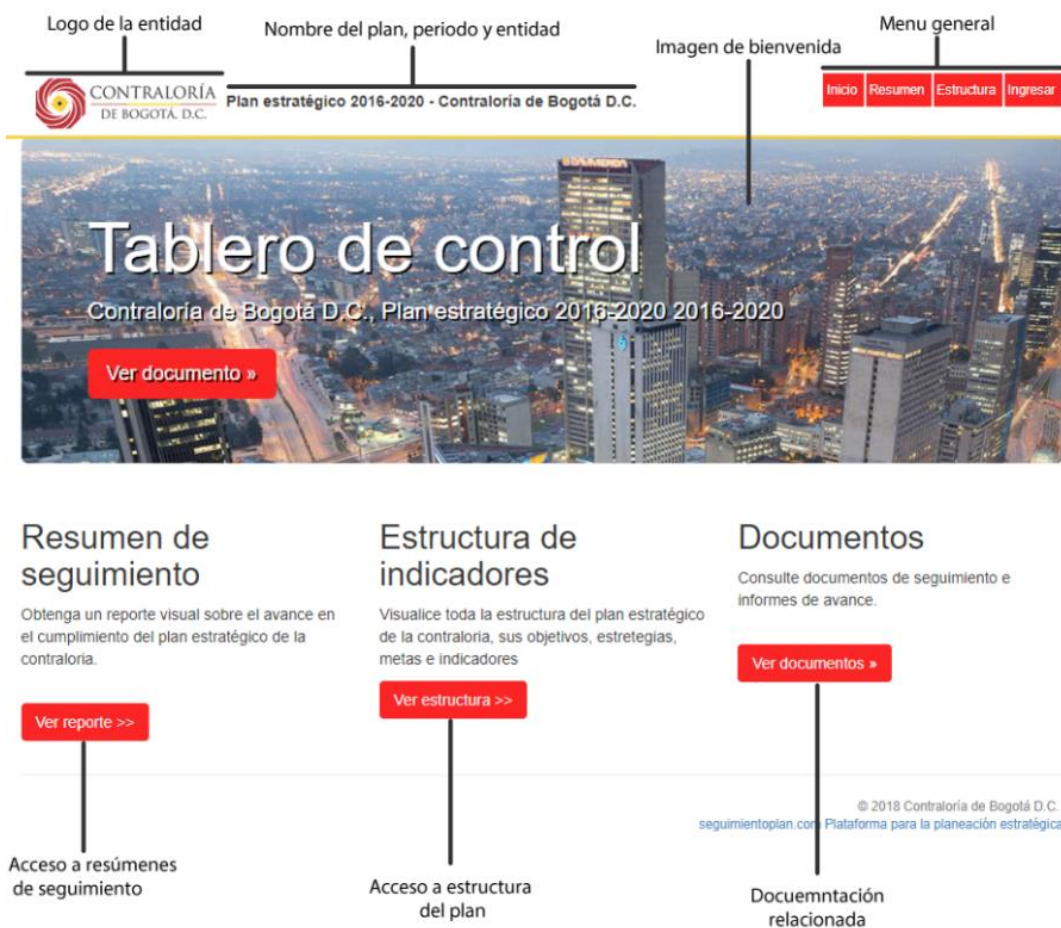 Logo de la entidad
Nombre del plan, periodo y entidad
Imagen de bienvenida
Menu general
CONTRALORÍA
DE BOGOTÁ, D.C.
Plan estratégico 2016-2020 - Contraloría de Bogotá D.C.
Inicio
Resumen
Estructura
Ingresar
Tablero de control
Contraloría de Bogotá D.C., Plan estratégico 2016-2020 2016-2020
Ver documento »
Resumen de
seguimiento
Obtenga un reporte visual sobre el avance en
el cumplimiento del plan estratégico de la
contraloria.
Ver reporte >>
Estructura de
indicadores
Visualice toda la estructura del plan estratégico
de la contraloria, sus objetivos, estretegias,
metas e indicadores
Ver estructura >>
Documentos
Consulte documentos de seguimiento e
informes de avance.
Ver documentos »
© 2018 Contraloría de Bogotá D.C.
seguimientoplan.com Plataforma para la planeación estratégica
Acceso a resúmenes
de seguimiento
Acceso a estructura
del plan
Docuemntación
relacionada